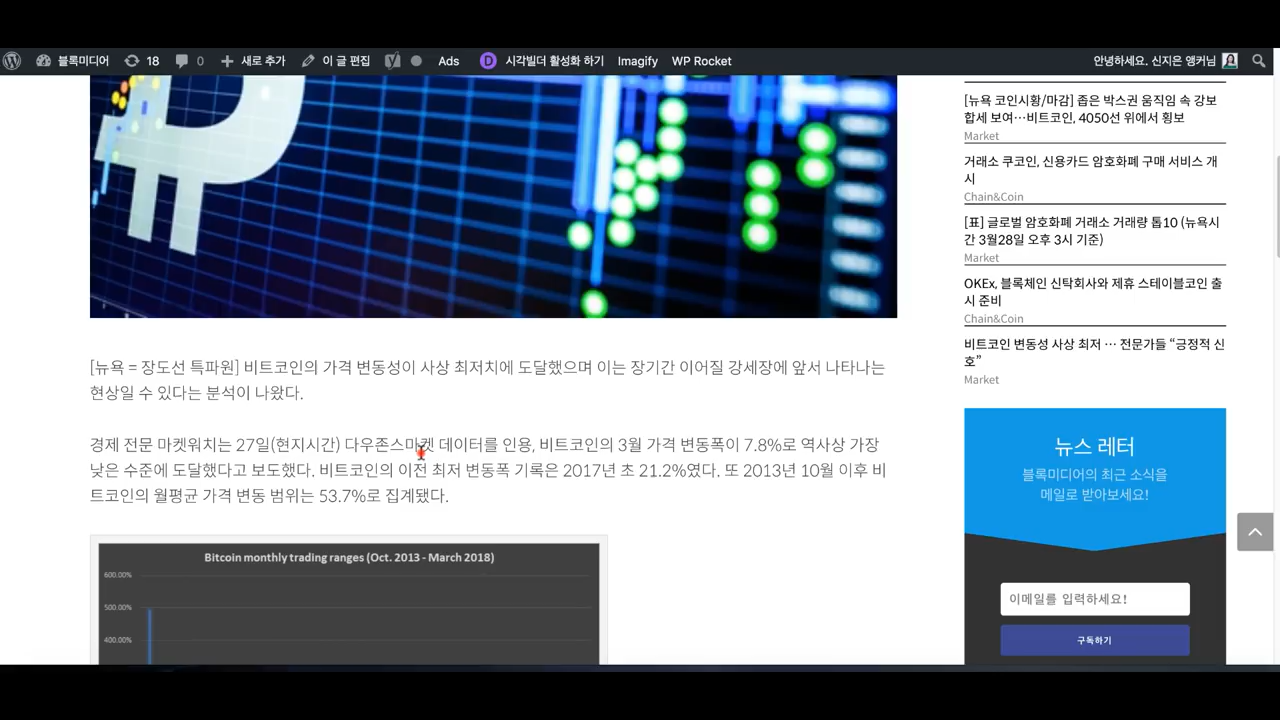 블록미디어 18 0 새로 추가 이 글 편집 Ads 시각빌더 활성화 하기 Imagify WP Rocket 안녕하세요. 신지은 앵커님
[뉴욕 = 장도선 특파원] 비트코인의 가격 변동성이 사상 최저치에 도달했으며 이는 장기간 이어질 강세장에 앞서 나타나는
현상일 수 있다는 분석이 나왔다.
경제 전문 마켓워치는 27일(현지시간) 다우존스마켓 데이터를 인용, 비트코인의 3월 가격 변동폭이 7.8%로 역사상 가장
낮은 수준에 도달했다고 보도했다. 비트코인의 이전 최저 변동폭 기록은 2017년 초 21.2%였다. 또 2013년 10월 이후 비
트코인의 월평균 가격 변동 범위는 53.7%로 집계됐다.
Bitcoin monthly trading ranges (Oct. 2013 - March 2018)
600.00%
500.00%
400.00%
[뉴욕 코인시황/마감] 좁은 박스권 움직임 속 강보
합세 보여…비트코인, 4050선 위에서 횡보
Market
거래소 쿠코인, 신용카드 암호화폐 구매 서비스 개
시
Chain&Coin
[표] 글로벌 암호화폐 거래소 거래량 톱10 (뉴욕시
간 3월28일 오후 3시 기준)
Market
OKEx, 블록체인 신탁회사와 제휴 스테이블코인 출
시 준비
Chain&Coin
비트코인 변동성 사상 최저 … 전문가들 “긍정적 신
호”
Market
뉴스 레터
블록미디어의 최근 소식을
메일로 받아보세요!
이메일를 입력하세요!
구독하기